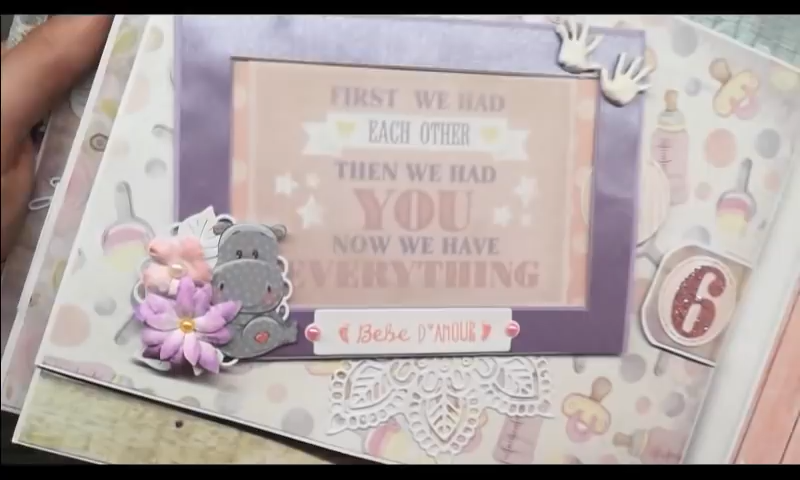 FIRST WE HAD
EACH OTHER
THEN WE HAD
YOU
NOW WE HAVE
EVERYTHING
Bebe D'AMOUR
6